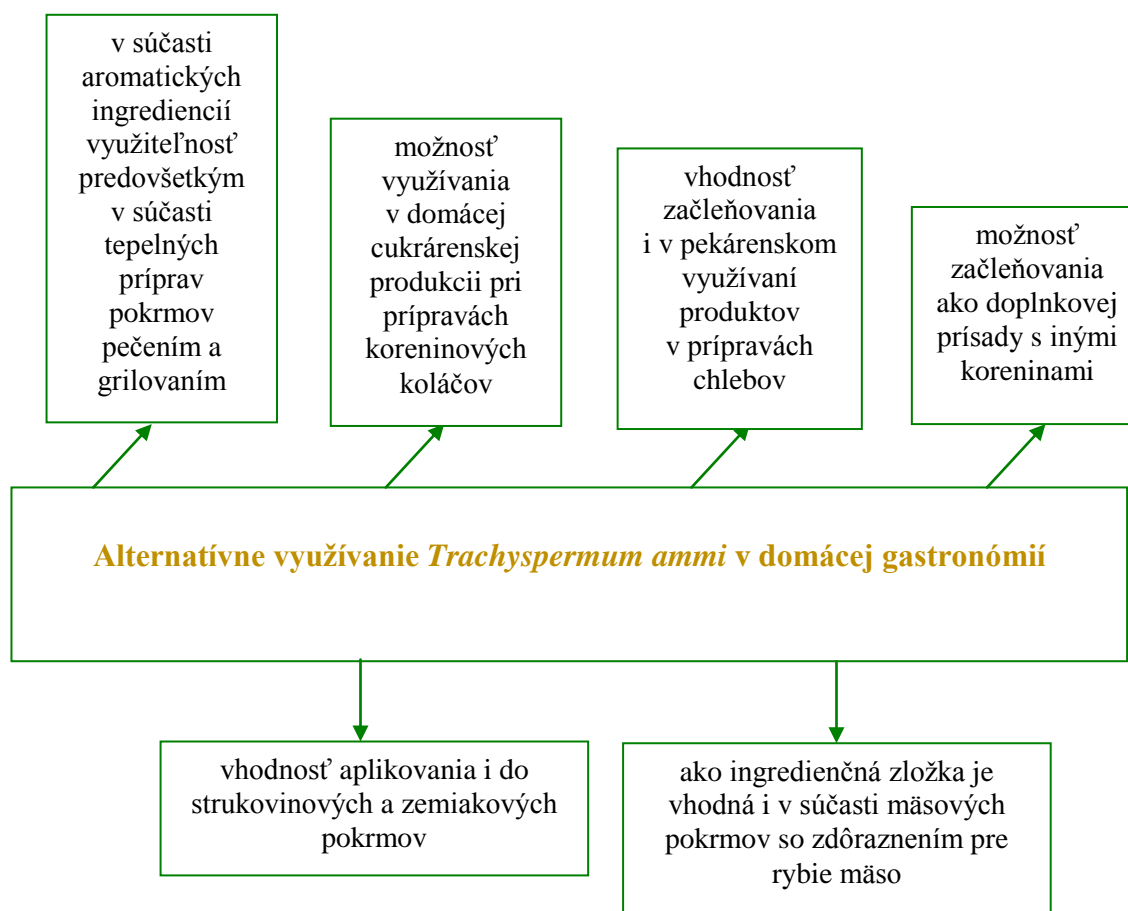 v súčasti
aromatických
ingrediencií
využiteľnosť
predovšetkým
v súčasti
tepelných
príprav
pokrmov
pečením a
grilovaním
možnosť
využívania
v domácej
cukrárenskej
produkcii pri
prípravách
koreninových
koláčov
vhodnosť
začleňovania
i v pekárenskom
využívaní
produktov
v prípravách
chlebov
možnosť
začleňovania
ako doplnkovej
prísady s inými
koreninami
Alternatívne využívanie Trachyspermum ammi v domácej gastronómií
vhodnosť aplikovania i do
strukovinových a zemiakových
pokrmov
ako ingredienčná zložka je
vhodná i v súčasti mäsových
pokrmov so zdôraznením pre
rybie mäso